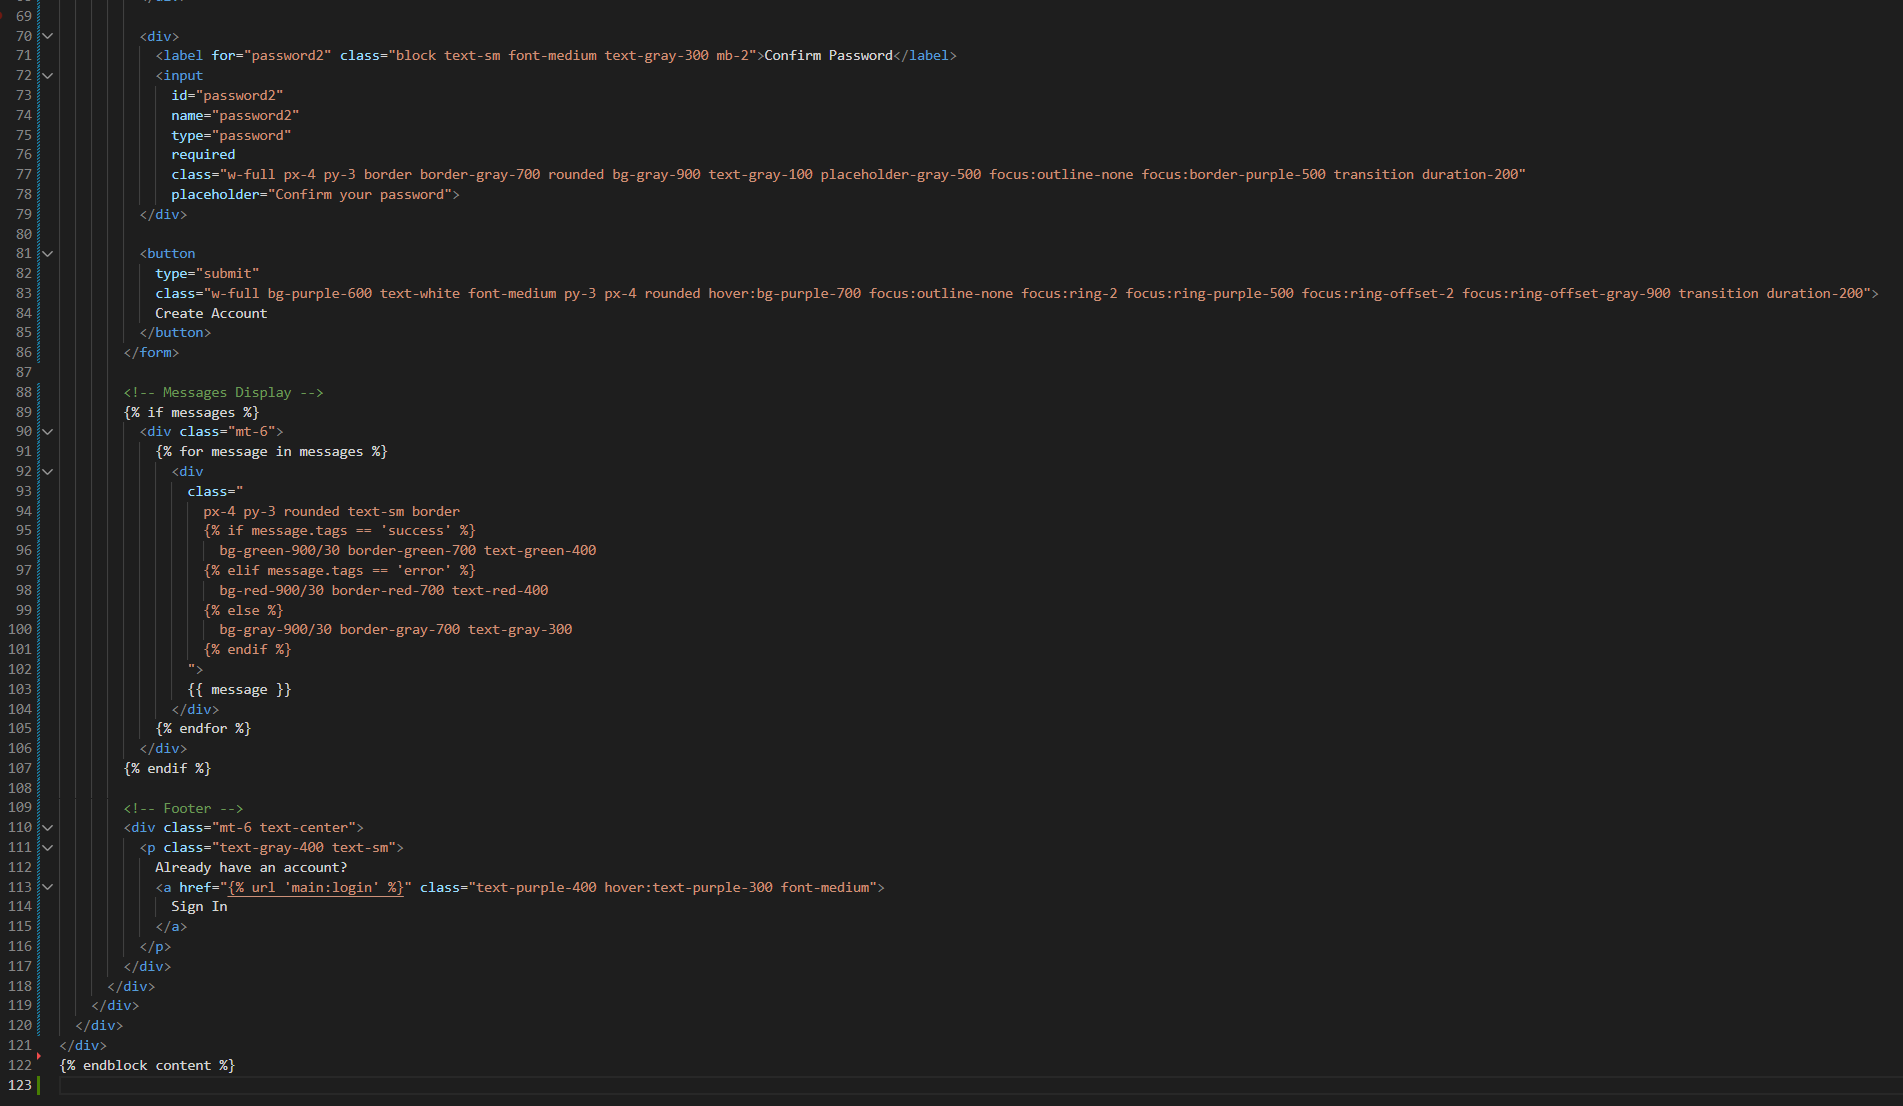 69
70 <div>
71 <label for="password2" class="block text-sm font-medium text-gray-300 mb-2">Confirm Password</label>
72 <input
73 id="password2"
74 name="password2"
75 type="password"
76 required
77 class="w-full px-4 py-3 border border-gray-700 rounded bg-gray-900 text-gray-100 placeholder-gray-500 focus:outline-none focus:border-purple-500 transition duration-200"
78 placeholder="Confirm your password">
79 </div>
80
81 <button
82 type="submit"
83 class="w-full bg-purple-600 text-white font-medium py-3 px-4 rounded hover:bg-purple-700 focus:outline-none focus:ring-2 focus:ring-purple-500 focus:ring-offset-2 focus:ring-offset-gray-900 transition duration-200">
84 Create Account
85 </button>
86 </form>
87
88 <!-- Messages Display -->
89 {% if messages %}
90 <div class="mt-6">
91 {% for message in messages %}
92 <div
93 class="
94 px-4 py-3 rounded text-sm border
95 {% if message.tags == 'success' %}
96 bg-green-900/30 border-green-700 text-green-400
97 {% elif message.tags == 'error' %}
98 bg-red-900/30 border-red-700 text-red-400
99 {% else %}
100 bg-gray-900/30 border-gray-700 text-gray-300
101 {% endif %}
102 ">
103 {{ message }}
104 </div>
105 {% endfor %}
106 </div>
107 {% endif %}
108
109 <!-- Footer -->
110 <div class="mt-6 text-center">
111 <p class="text-gray-400 text-sm">
112 Already have an account?
113 <a href="{% url 'main:login' %}" class="text-purple-400 hover:text-purple-300 font-medium">
114 Sign In
115 </a>
116 </p>
117 </div>
118 </div>
119 </div>
120 </div>
121 </div>
122 {% endblock content %}
123